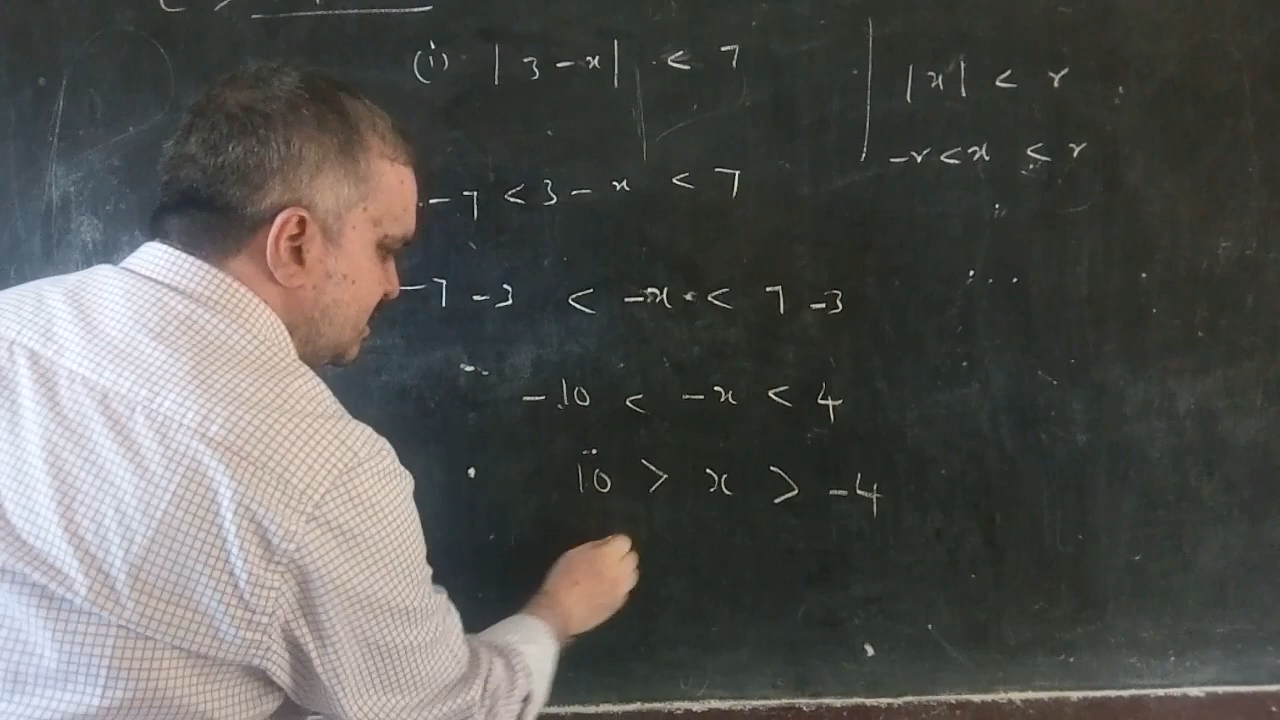 (i) |3 - x| < 7
|x| < r
-r < x < r
- 7 < 3 - x < 7
- 7 - 3 < -x < 7 - 3
- 10 < - x < 4
10 > x > -4